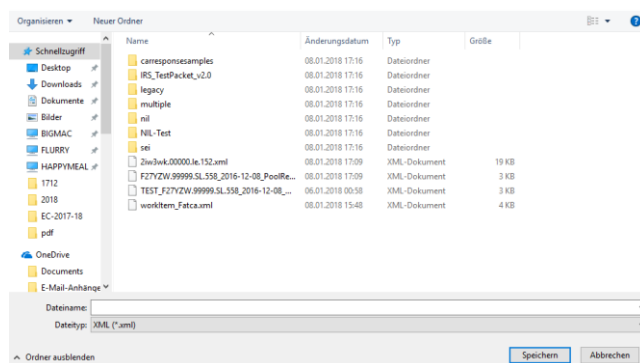 Organisieren Neuer Ordner
Name Änderungsdatum Typ Größe
Schnellzugriff
Desktop
Downloads
Dokumente
Bilder
BIGMAC
FLURRY
HAPPYMEAL
1712
2018
EC-2017-18
pdf
OneDrive
Documents
E-Mail-Anhänge
carresponsesamples 08.01.2018 17:16 Dateiordner
IRS_TestPacket_v2.0 08.01.2018 17:16 Dateiordner
legacy 08.01.2018 17:16 Dateiordner
multiple 08.01.2018 17:16 Dateiordner
nil 08.01.2018 17:16 Dateiordner
NIL-Test 08.01.2018 17:16 Dateiordner
sei 08.01.2018 17:16 Dateiordner
2iw3wk.00000.le.152.xml 08.01.2018 17:09 XML-Dokument 19 KB
F27YZW.99999.SL.558_2016-12-08_PoolRe... 08.01.2018 17:09 XML-Dokument 3 KB
TEST_F27YZW.99999.SL.558_2016-12-08_... 06.01.2018 00:58 XML-Dokument 3 KB
workItem_Fatca.xml 08.01.2018 15:48 XML-Dokument 4 KB
Dateiname:
Dateityp: XML (*.xml)
Ordner ausblenden Speichern Abbrechen